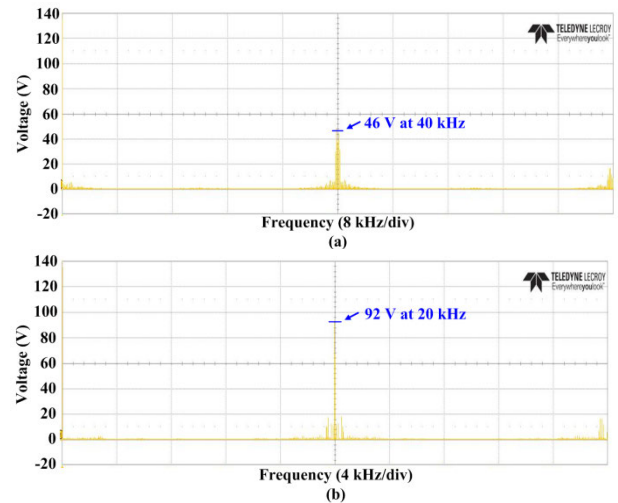 140
120
100
80
60
40
20
0
-20
Voltage (V)
TELEDYNE LECROY
Everywhereyoulook™
46 V at 40 kHz
Frequency (8 kHz/div)
(a)
140
120
100
80
60
40
20
0
-20
Voltage (V)
TELEDYNE LECROY
Everywhereyoulook™
92 V at 20 kHz
Frequency (4 kHz/div)
(b)